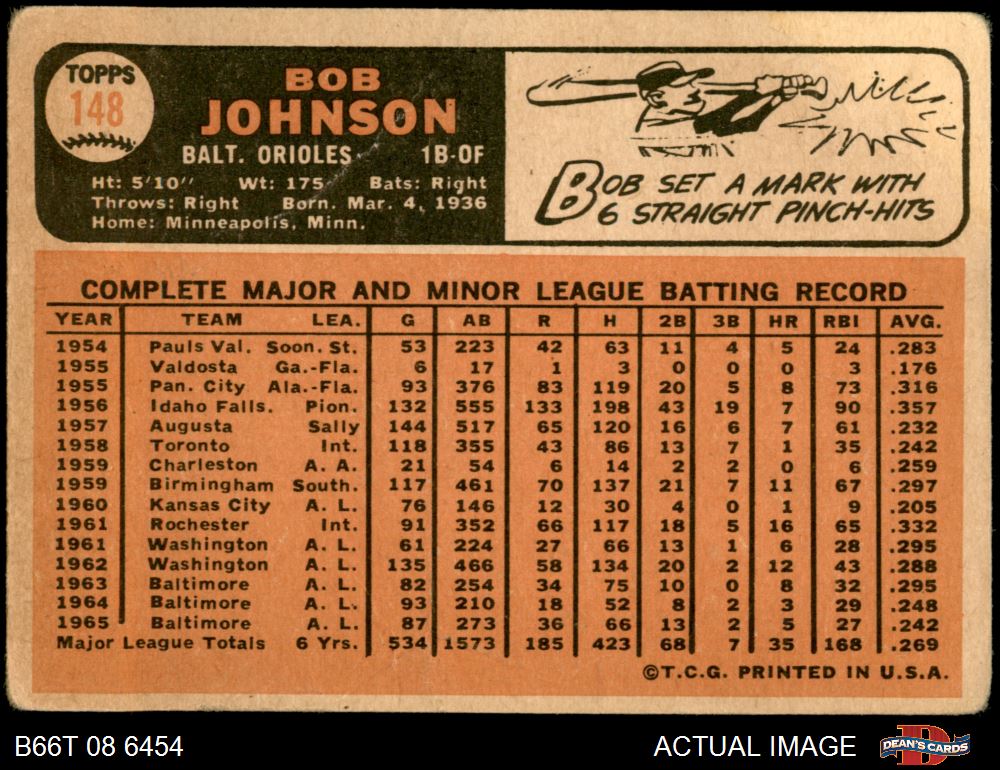 TOPPS
148
BOB
JOHNSON
BALT. ORIOLES 1B-OF
Ht: 5'10" Wt: 175 Bats: Right
Throws: Right Born. Mar. 4, 1936
Home: Minneapolis, Minn.
BOB SET A MARK WITH
6 STRAIGHT PINCH-HITS
COMPLETE MAJOR AND MINOR LEAGUE BATTING RECORD
YEAR TEAM LEA. G AB R H 2B 3B HR RBI AVG.
1954 Pauls Val. Soon. St. 53 223 42 63 11 4 5 24 .283
1955 Valdosta Ga.-Fla. 6 17 1 3 0 0 0 3 .176
1955 Pan. City Ala.-Fla. 93 376 83 119 20 5 8 73 .316
1956 Idaho Falls. Pion. 132 555 133 198 43 19 7 90 .357
1957 Augusta Sally 144 517 65 120 16 6 7 61 .232
1958 Toronto Int. 118 355 43 86 13 7 1 35 .242
1959 Charleston A. A. 21 54 6 14 2 2 0 6 .259
1959 Birmingham South. 117 461 70 137 21 7 11 67 .297
1960 Kansas City A. L. 76 146 12 30 4 0 1 9 .205
1961 Rochester Int. 91 352 66 117 18 5 16 65 .332
1961 Washington A. L. 61 224 27 66 13 1 6 28 .295
1962 Washington A. L. 135 466 58 134 20 2 12 43 .288
1963 Baltimore A. L. 82 254 34 75 10 0 8 32 .295
1964 Baltimore A. L. 93 210 18 52 8 2 3 29 .248
1965 Baltimore A. L. 87 273 36 66 13 2 5 27 .242
Major League Totals 6 Yrs. 534 1573 185 423 68 7 35 168 .269
©T.C.G. PRINTED IN U.S.A.
B66T 08 6454 ACTUAL IMAGE DEAN'S CARDS